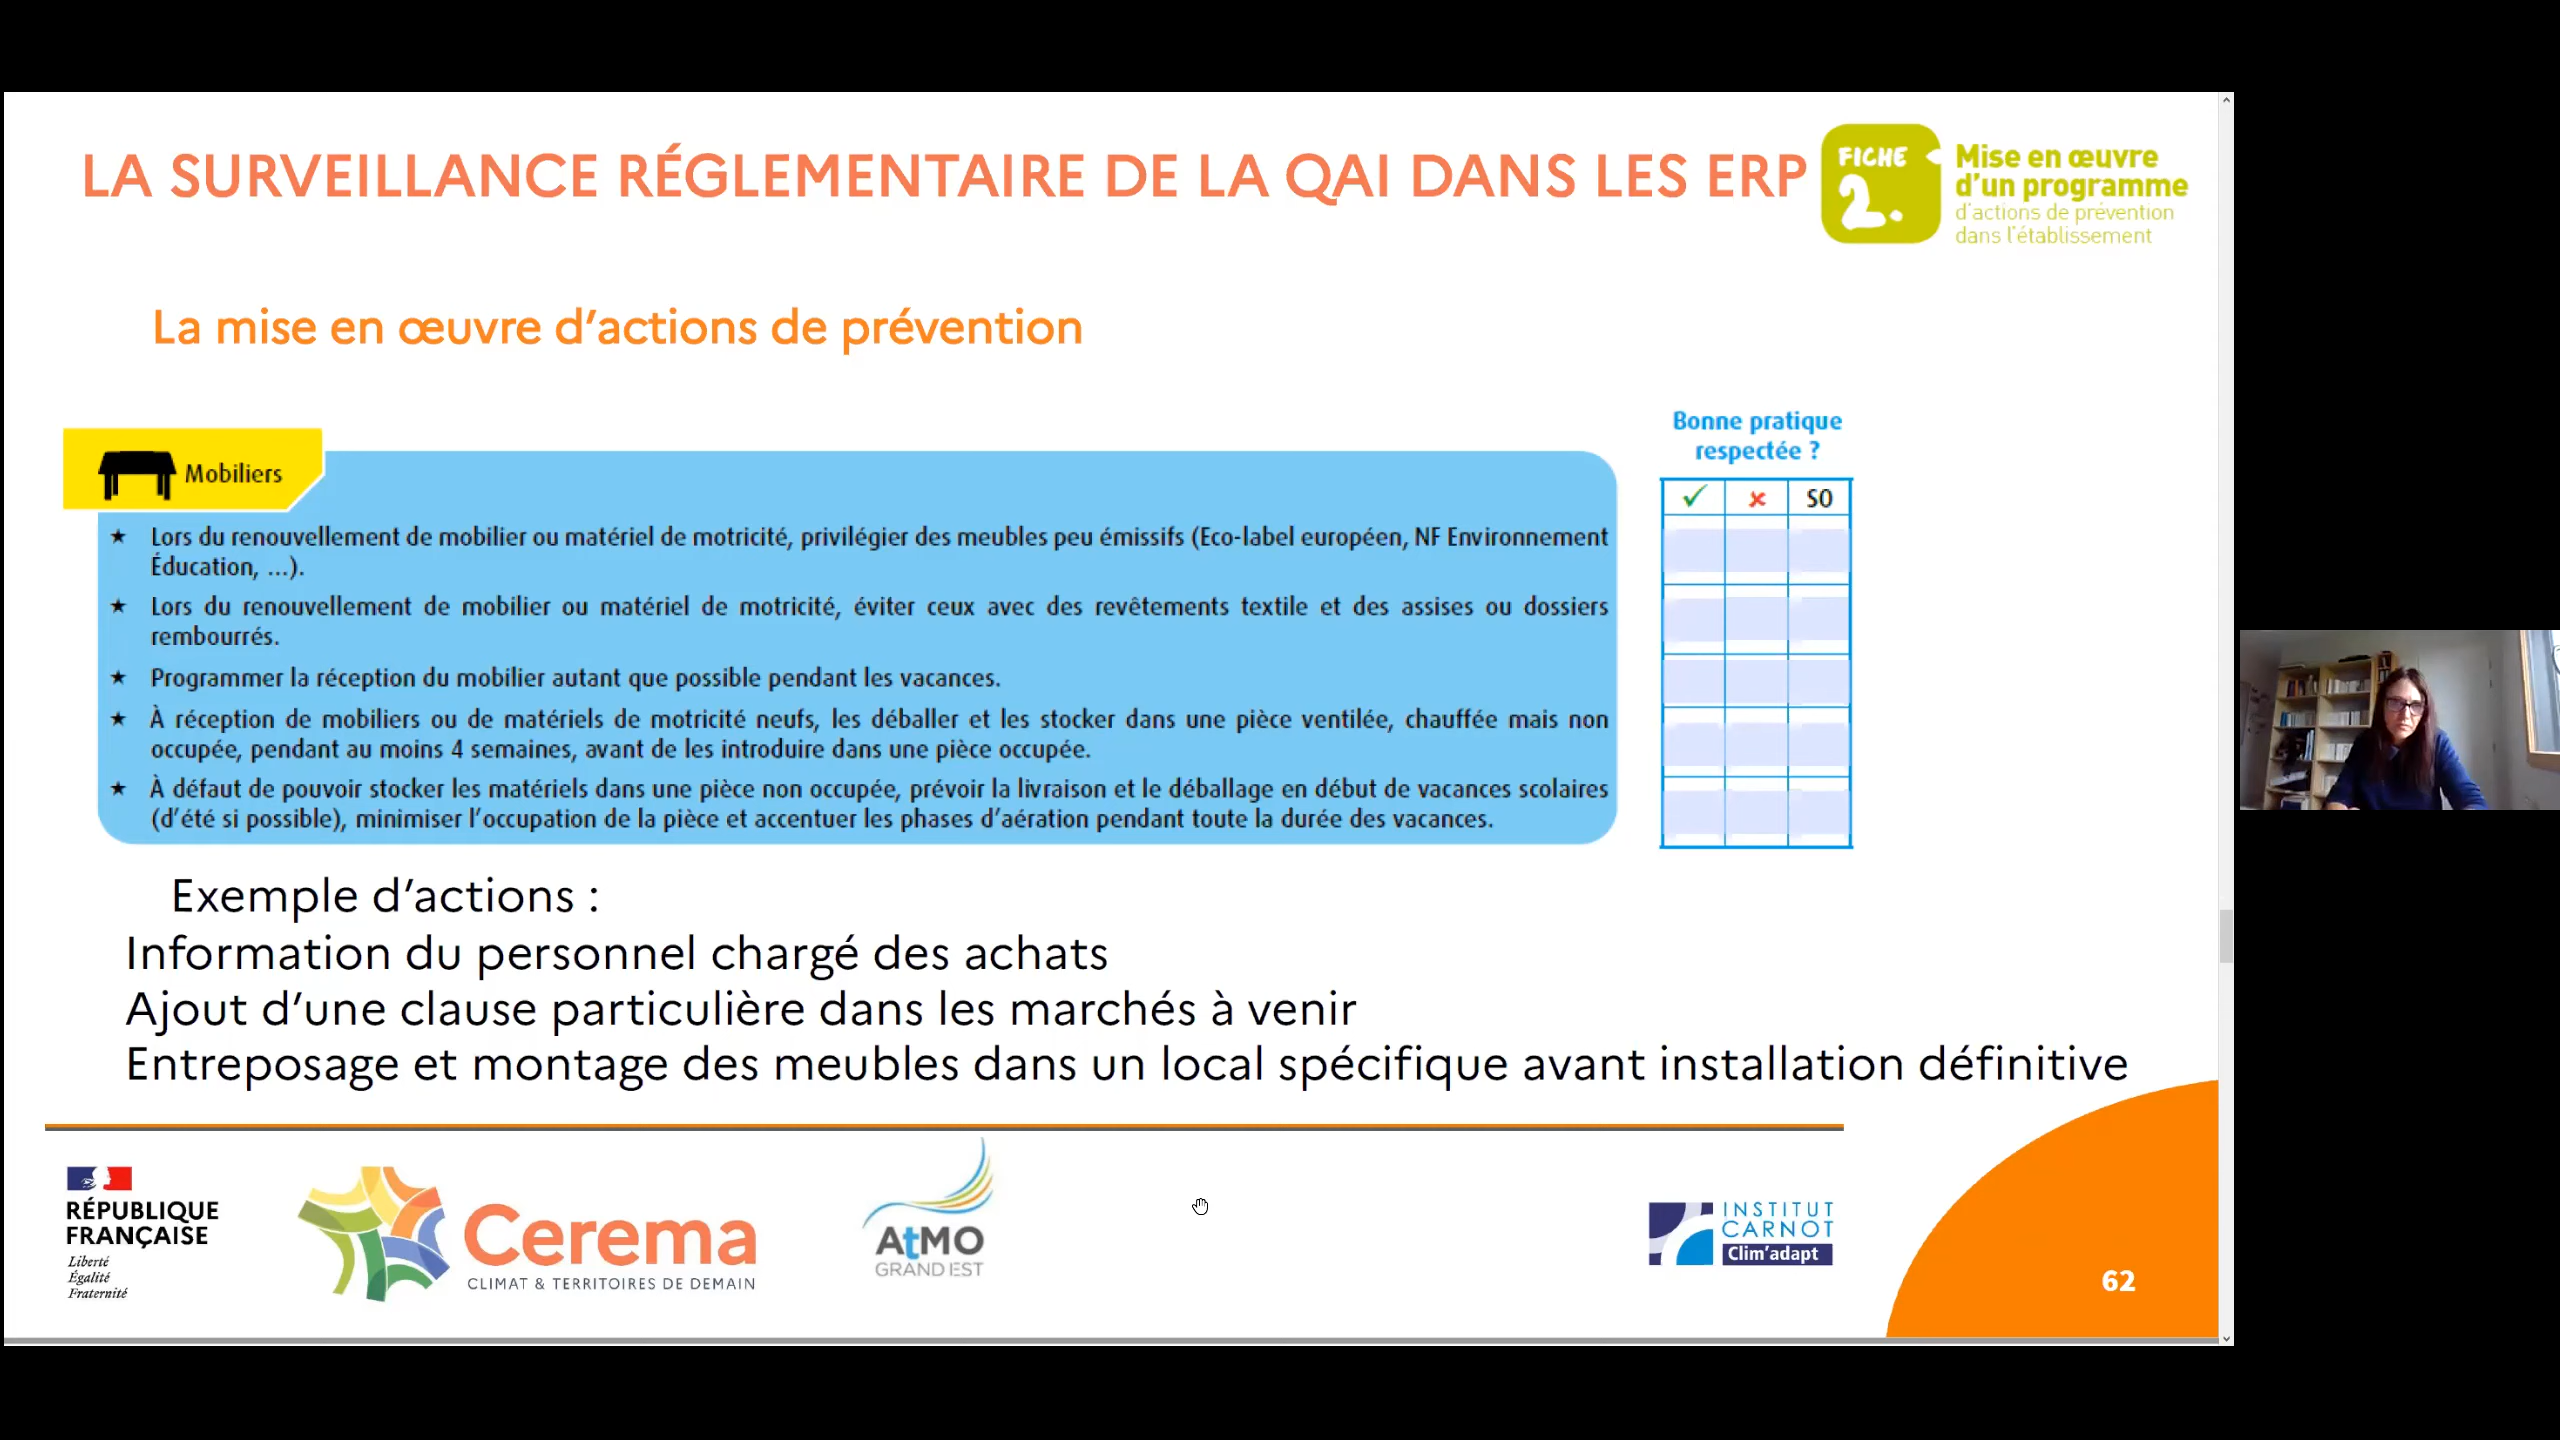 LA SURVEILLANCE RÉGLEMENTAIRE DE LA QAI DANS LES ERP
FICHE
2.
Mise en œuvre
d'un programme
d'actions de prévention
dans l'établissement
La mise en œuvre d'actions de prévention
Mobiliers
★ Lors du renouvellement de mobilier ou matériel de motricité, privilégier des meubles peu émissifs (Eco-label européen, NF Environnement
Éducation, ...).
★ Lors du renouvellement de mobilier ou matériel de motricité, éviter ceux avec des revêtements textile et des assises ou dossiers
rembourrés.
★ Programmer la réception du mobilier autant que possible pendant les vacances.
★ À réception de mobiliers ou de matériels de motricité neufs, les déballer et les stocker dans une pièce ventilée, chauffée mais non
occupée, pendant au moins 4 semaines, avant de les introduire dans une pièce occupée.
★ À défaut de pouvoir stocker les matériels dans une pièce non occupée, prévoir la livraison et le déballage en début de vacances scolaires
(d'été si possible), minimiser l'occupation de la pièce et accentuer les phases d'aération pendant toute la durée des vacances.
Bonne pratique
respectée ?
✓ ✗ SO
Exemple d'actions :
Information du personnel chargé des achats
Ajout d'une clause particulière dans les marchés à venir
Entreposage et montage des meubles dans un local spécifique avant installation définitive
RÉPUBLIQUE
FRANÇAISE
Liberté
Égalité
Fraternité
Cerema
CLIMAT & TERRITOIRES DE DEMAIN
AtMO
GRAND EST
INSTITUT
CARNOT
Clim'adapt
62